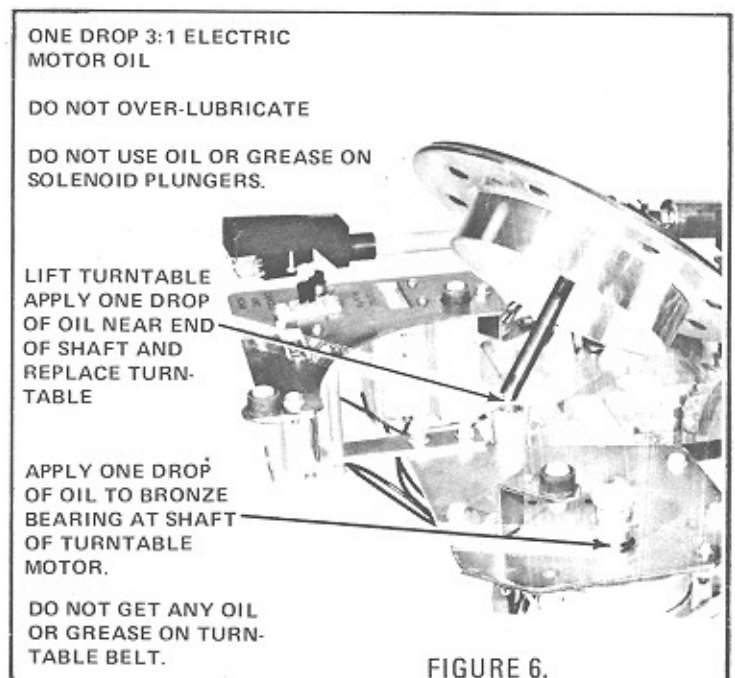 ONE DROP 3:1 ELECTRIC
MOTOR OIL
DO NOT OVER-LUBRICATE
DO NOT USE OIL OR GREASE ON
SOLENOID PLUNGERS.
LIFT TURNTABLE
APPLY ONE DROP
OF OIL NEAR END
OF SHAFT AND
REPLACE TURN-
TABLE
APPLY ONE DROP
OF OIL TO BRONZE
BEARING AT SHAFT
OF TURNTABLE
MOTOR.
DO NOT GET ANY OIL
OR GREASE ON TURN-
TABLE BELT.
FIGURE 6.